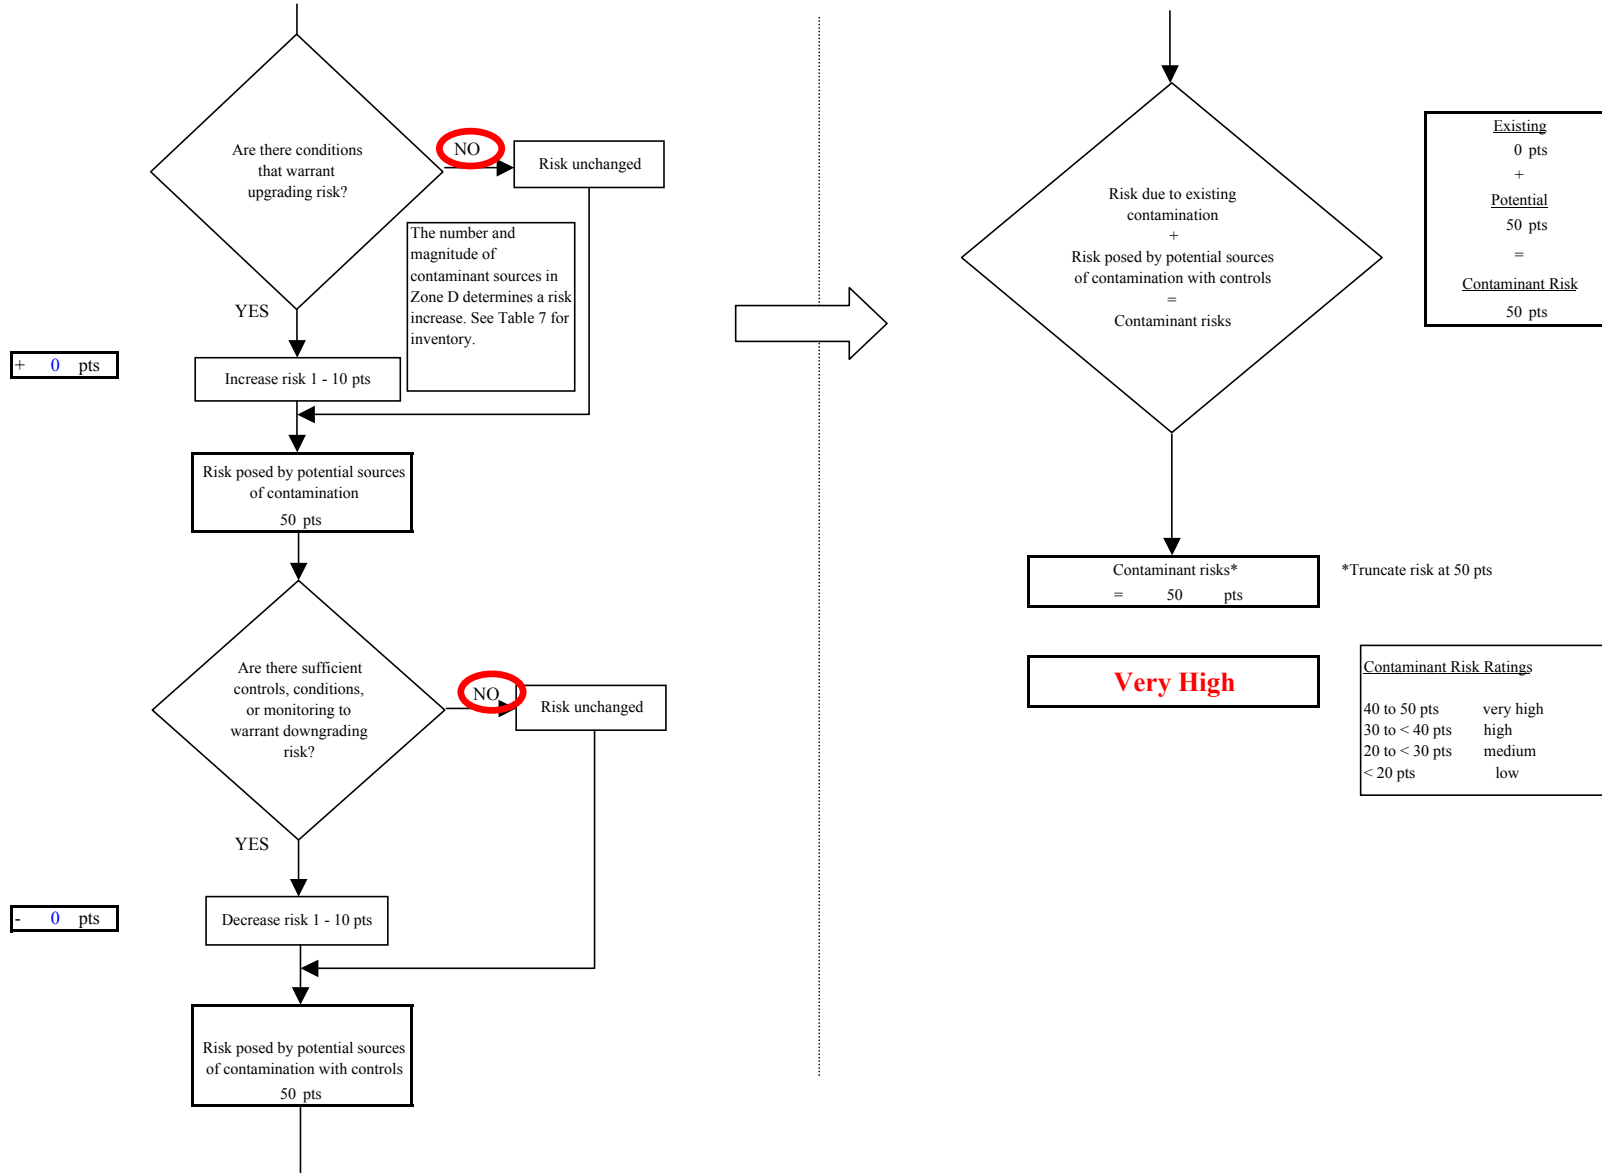 Are there conditions
that warrant
upgrading risk?
NO
Risk unchanged
The number and
magnitude of
contaminant sources in
Zone D determines a risk
increase. See Table 7 for
inventory.
YES
+ 0 pts
Increase risk 1 - 10 pts
Risk posed by potential sources
of contamination
50 pts
Are there sufficient
controls, conditions,
or monitoring to
warrant downgrading
risk?
NO
Risk unchanged
YES
- 0 pts
Decrease risk 1 - 10 pts
Risk posed by potential sources
of contamination with controls
50 pts
Risk due to existing
contamination
+
Risk posed by potential sources
of contamination with controls
=
Contaminant risks
Existing
0 pts
+
Potential
50 pts
=
Contaminant Risk
50 pts
Contaminant risks*
= 50 pts
*Truncate risk at 50 pts
Very High
Contaminant Risk Ratings
40 to 50 pts very high
30 to < 40 pts high
20 to < 30 pts medium
< 20 pts low